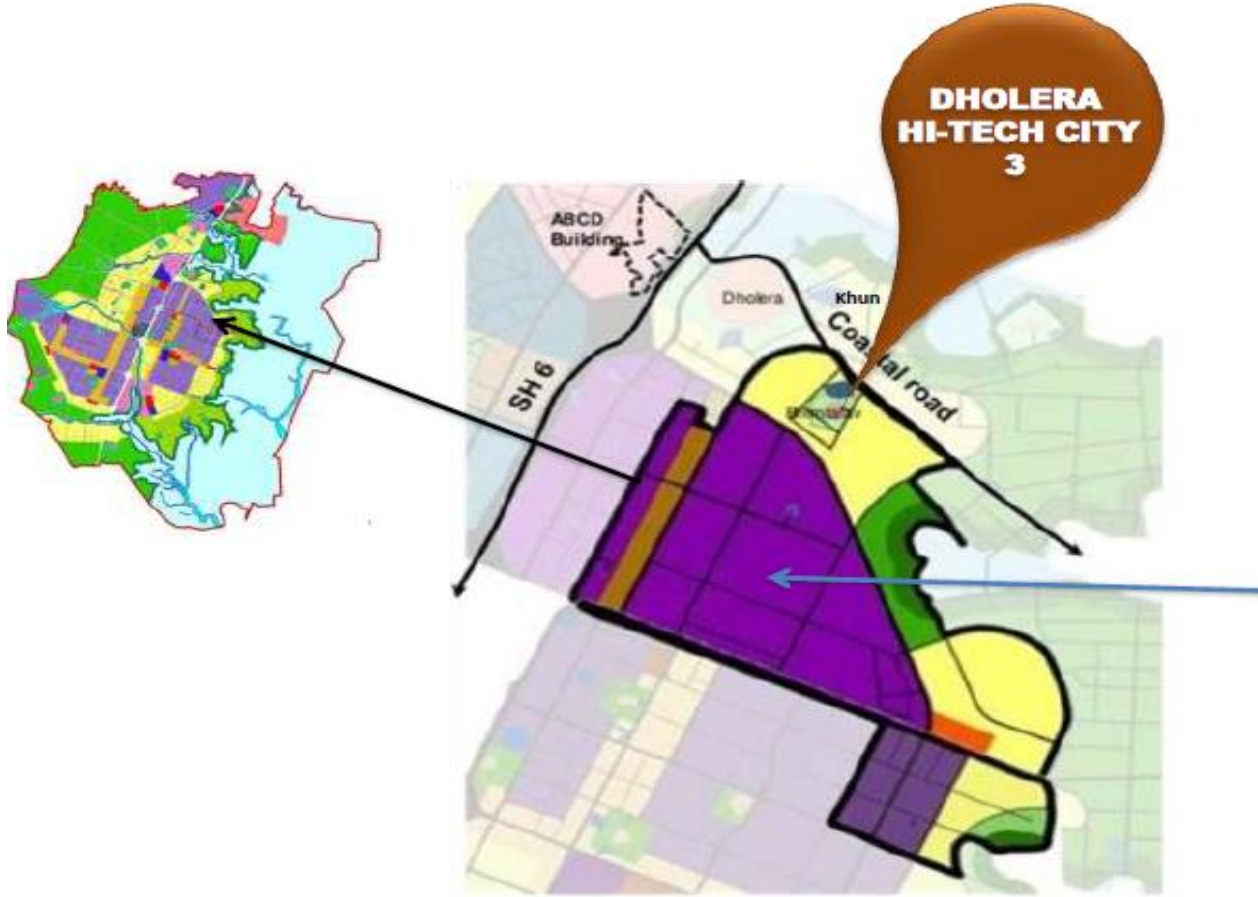 DHOLERA
HI-TECH CITY
3
ABCD
Building
Dholera
Khun
Coastal road
SH 6